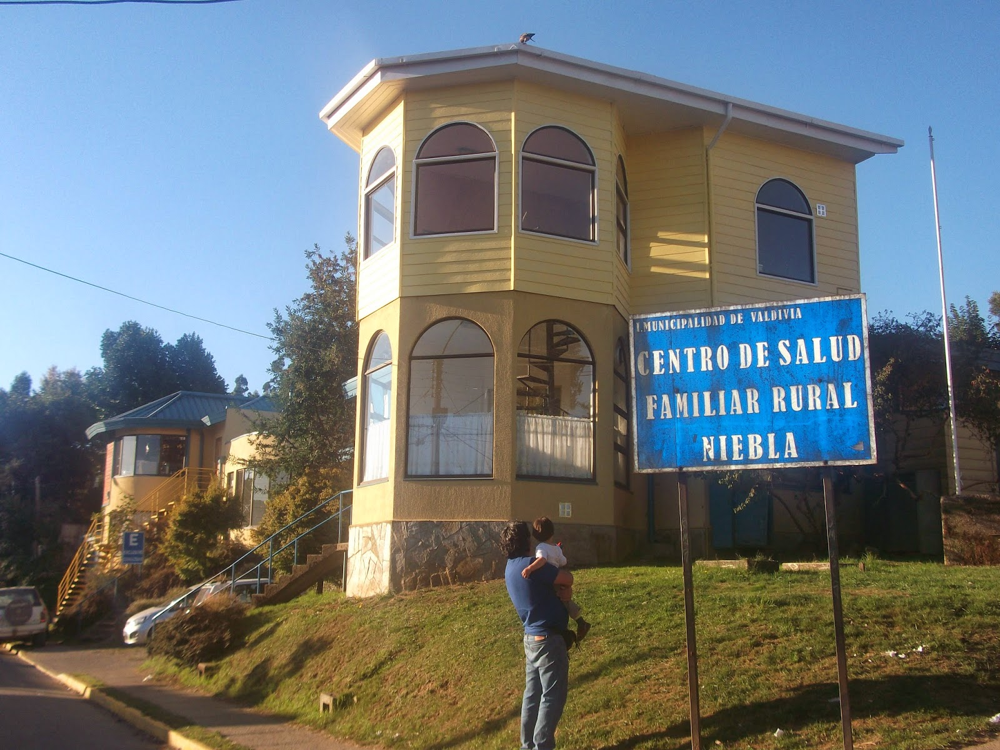 I. MUNICIPALIDAD DE VALDIVIA
CENTRO DE SALUD
FAMILIAR RURAL
NIEBLA
E